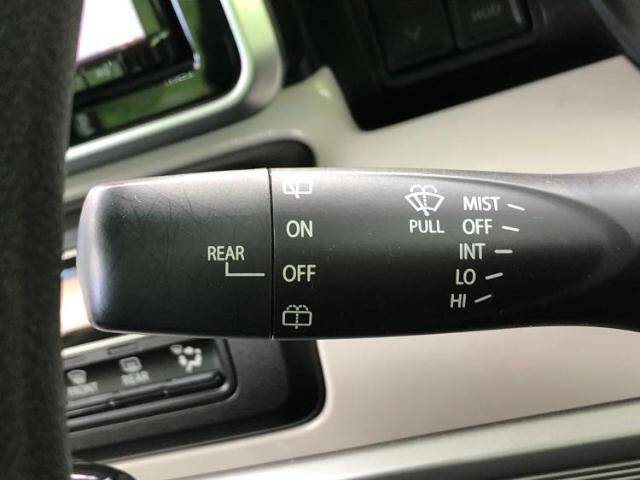 HUD
MIST
OFF
INT
LO
HI
PULL
ON
OFF
REAR
FRONT
REAR